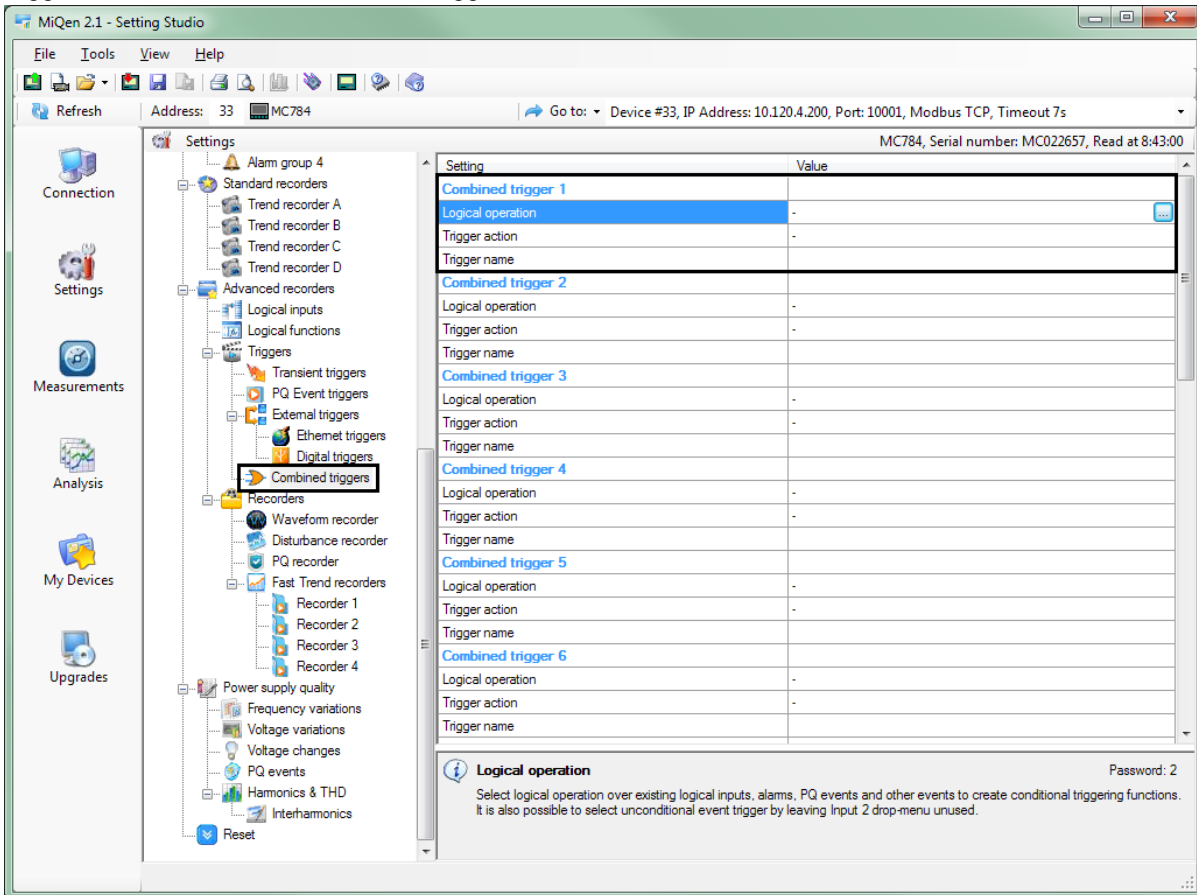 MiQen 2.1 - Setting Studio
File Tools View Help
Refresh Address: 33 MC784 Go to: Device #33, IP Address: 10.120.4.200, Port: 10001, Modbus TCP, Timeout 7s
Settings MC784, Serial number: MC022657, Read at 8:43:00
Connection
Settings
Measurements
Analysis
My Devices
Upgrades
Alarm group 4
Standard recorders
Trend recorder A
Trend recorder B
Trend recorder C
Trend recorder D
Advanced recorders
Logical inputs
Logical functions
Triggers
Transient triggers
PQ Event triggers
External triggers
Ethernet triggers
Digital triggers
Combined triggers
Recorders
Waveform recorder
Disturbance recorder
PQ recorder
Fast Trend recorders
Recorder 1
Recorder 2
Recorder 3
Recorder 4
Power supply quality
Frequency variations
Voltage variations
Voltage changes
PQ events
Harmonics & THD
Interharmonics
Reset
Setting Value
Combined trigger 1
Logical operation - ...
Trigger action -
Trigger name
Combined trigger 2
Logical operation -
Trigger action -
Trigger name
Combined trigger 3
Logical operation -
Trigger action -
Trigger name
Combined trigger 4
Logical operation -
Trigger action -
Trigger name
Combined trigger 5
Logical operation -
Trigger action -
Trigger name
Combined trigger 6
Logical operation -
Trigger action -
Trigger name
Logical operation Password: 2
Select logical operation over existing logical inputs, alarms, PQ events and other events to create conditional triggering functions.
It is also possible to select unconditional event trigger by leaving Input 2 drop-menu unused.